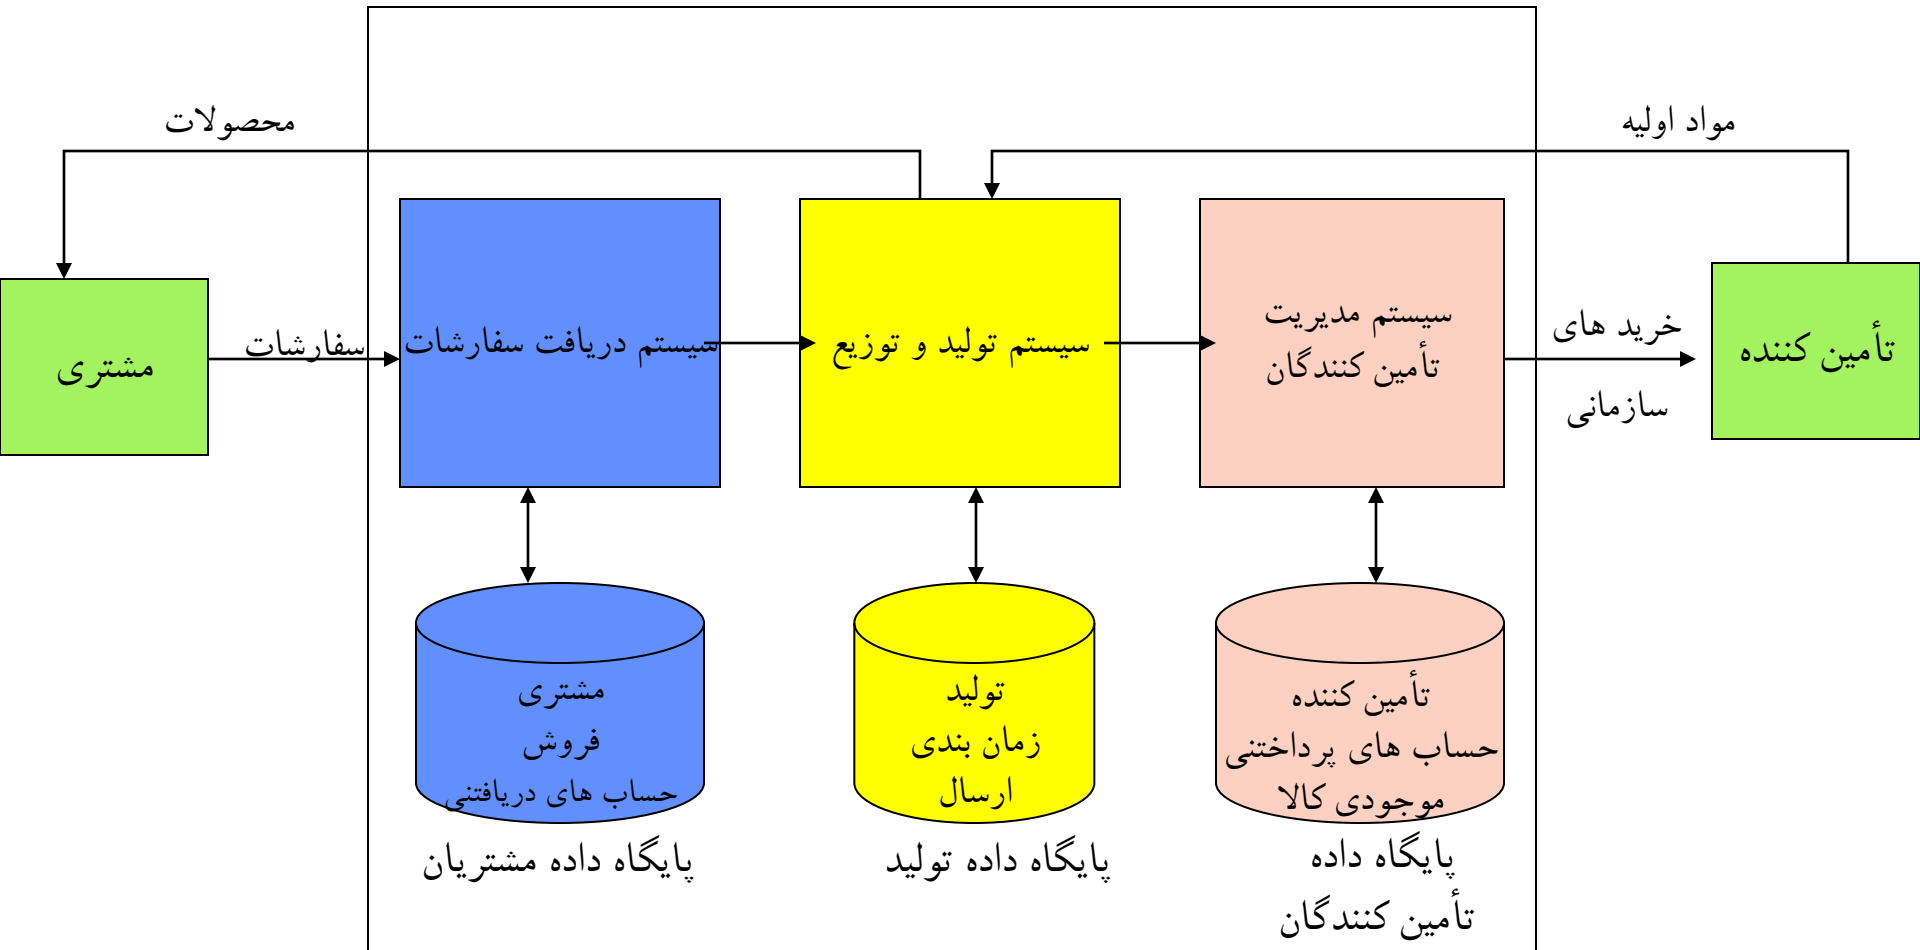 محصولات
مواد اولیه
مشتری
سفارشات
سیستم دریافت سفارشات
سیستم تولید و توزیع
سیستم مدیریت
تأمین کنندگان
خرید های
سازمانی
تأمین کننده
مشتری
فروش
حساب های دریافتنی
تولید
زمان بندی
ارسال
تأمین کننده
حساب های پرداختنی
موجودی کالا
پایگاه داده مشتریان
پایگاه داده تولید
پایگاه داده
تأمین کنندگان